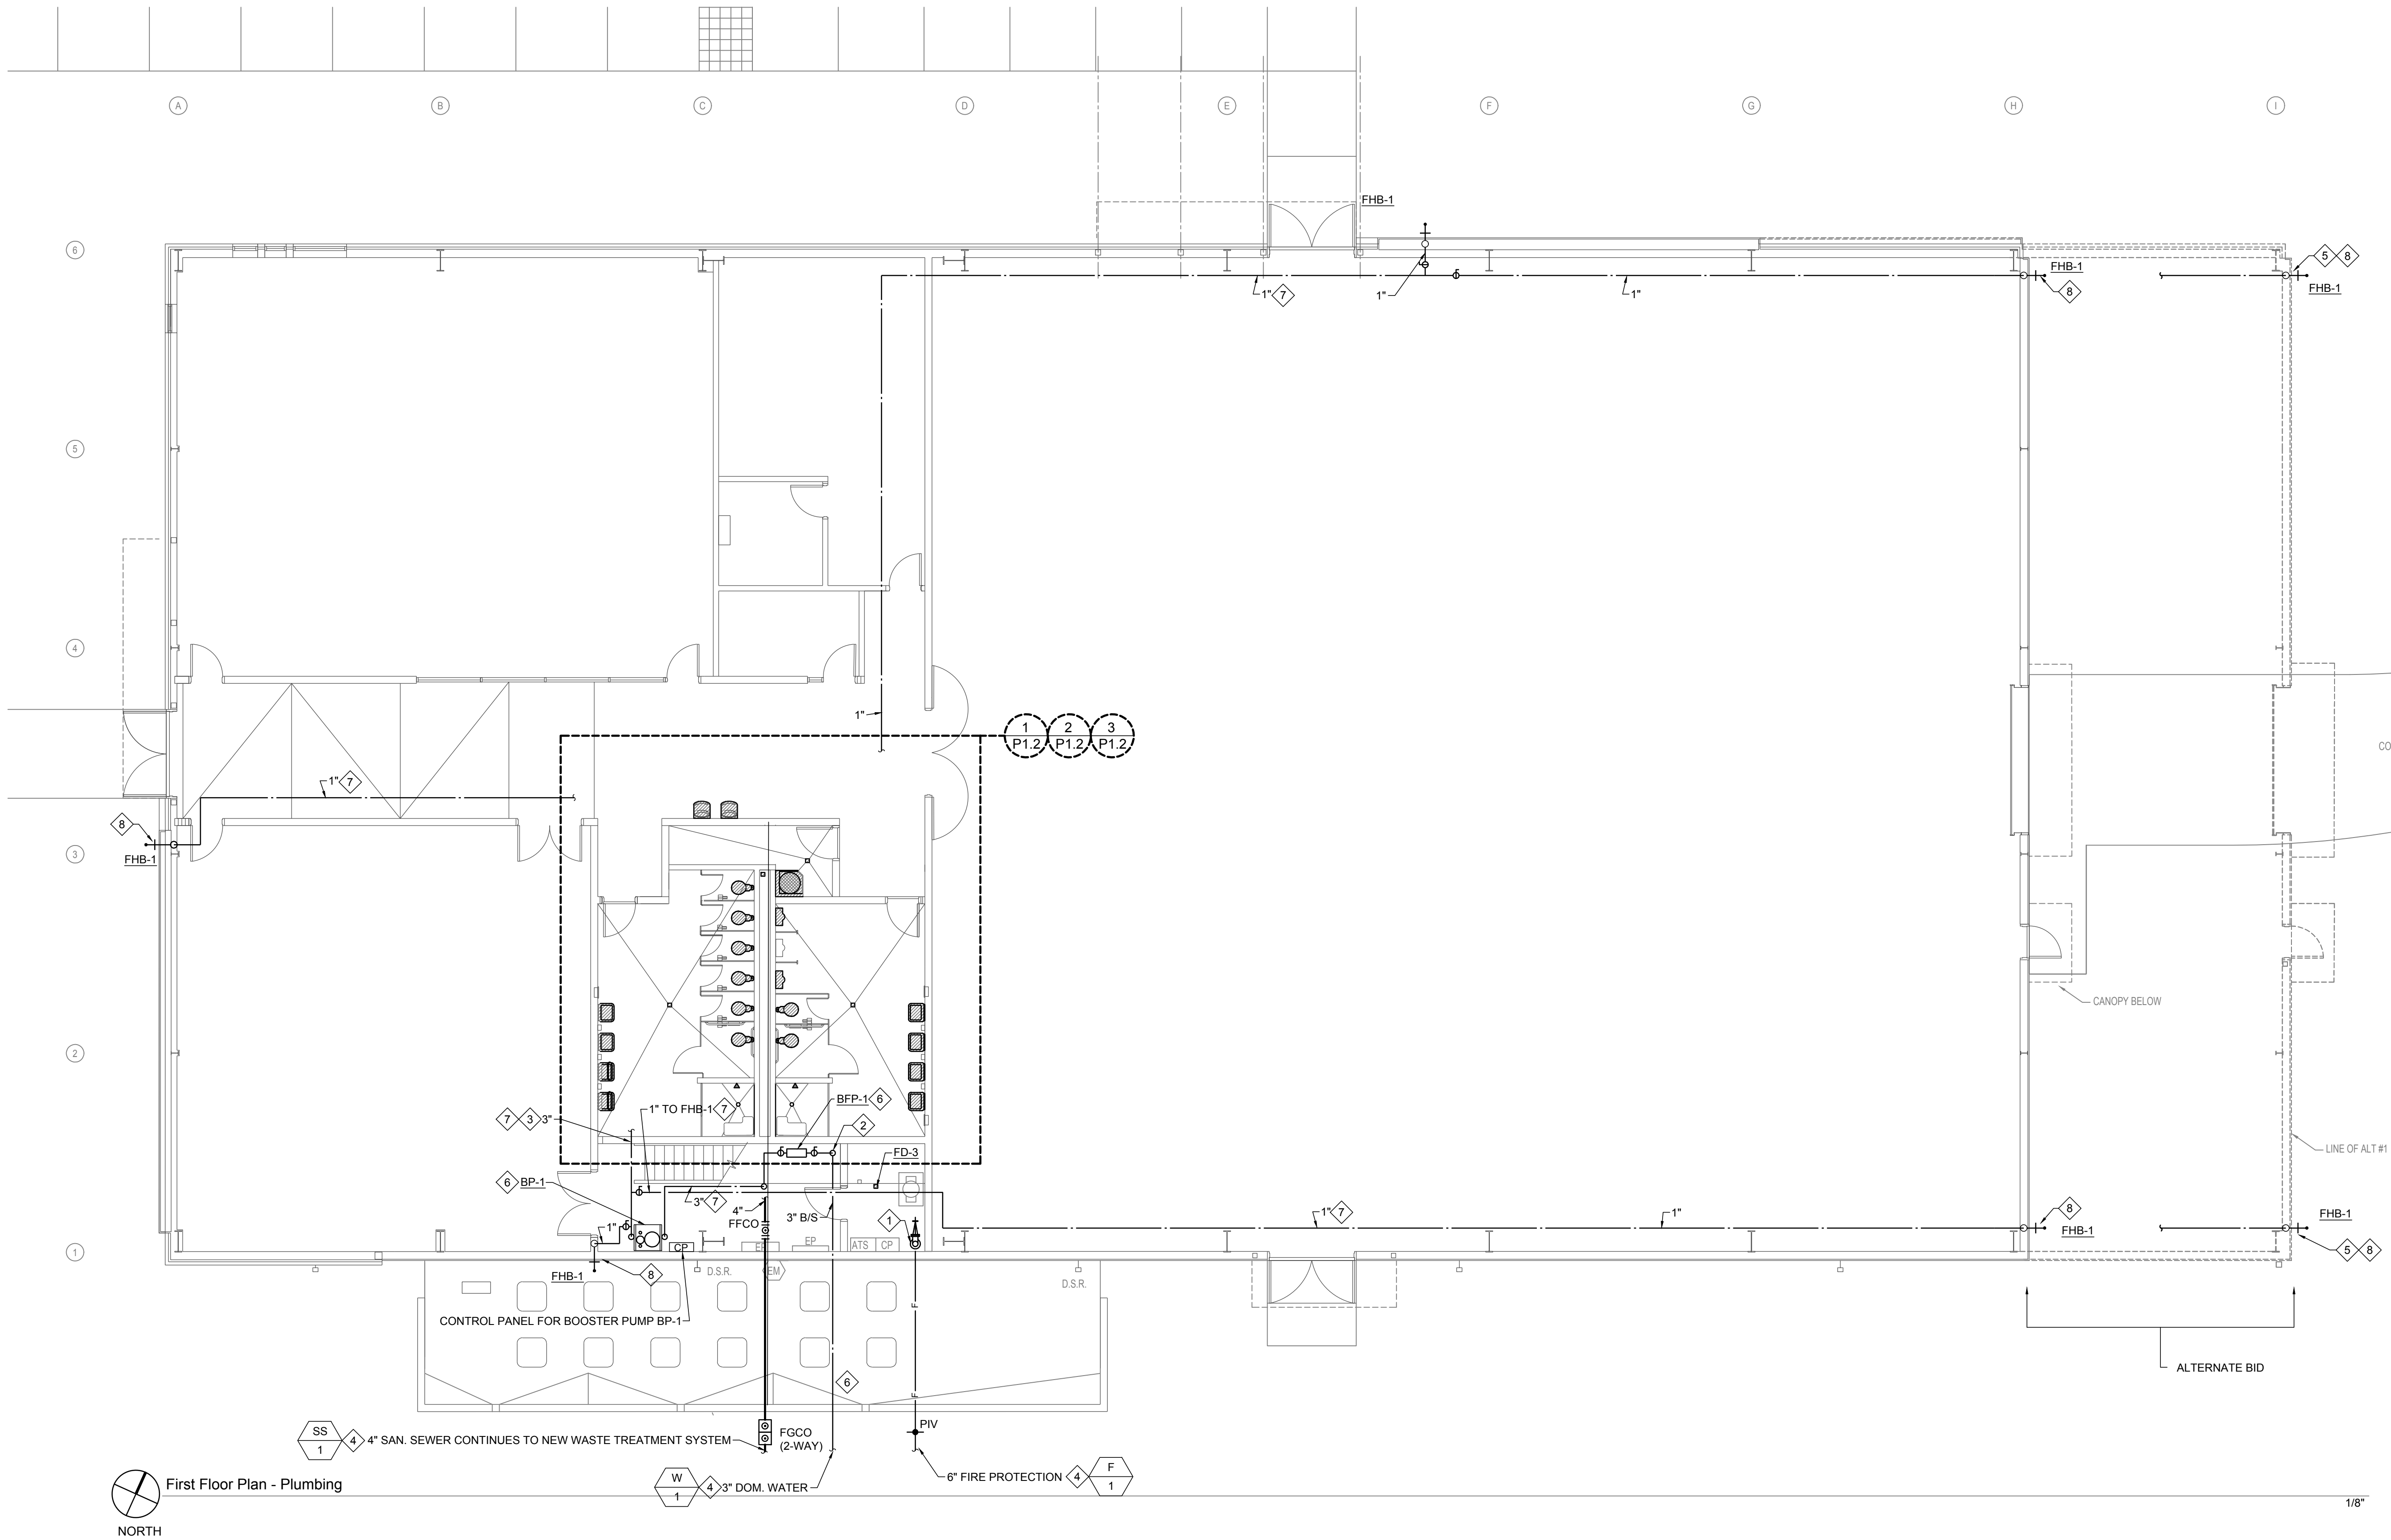 A B C D E F G H I
FHB-1
6
5 8
FHB-1
FHB-1
1" 7
1"
1"
8
5
4
1"
1 2 3
P1.2 P1.2 P1.2
CO
1" 7
8
FHB-1
3
CANOPY BELOW
2
1" TO FHB-1 7
BFP-1 6
7 3 3"
2
FD-3
LINE OF ALT #1
6 BP-1
3" 7
4"
FFCO
3" B/S
1
1" 7
1"
8
FHB-1
FHB-1
5 8
1"
1
CP
EP
EP
ATS CP
FHB-1
8
D.S.R.
EM
D.S.R.
CONTROL PANEL FOR BOOSTER PUMP BP-1
F
F
ALTERNATE BID
6
PIV
FGCO
(2-WAY)
SS
1
4 4" SAN. SEWER CONTINUES TO NEW WASTE TREATMENT SYSTEM
6" FIRE PROTECTION 4
F
1
W
1
4 3" DOM. WATER
First Floor Plan - Plumbing
1/8"
NORTH